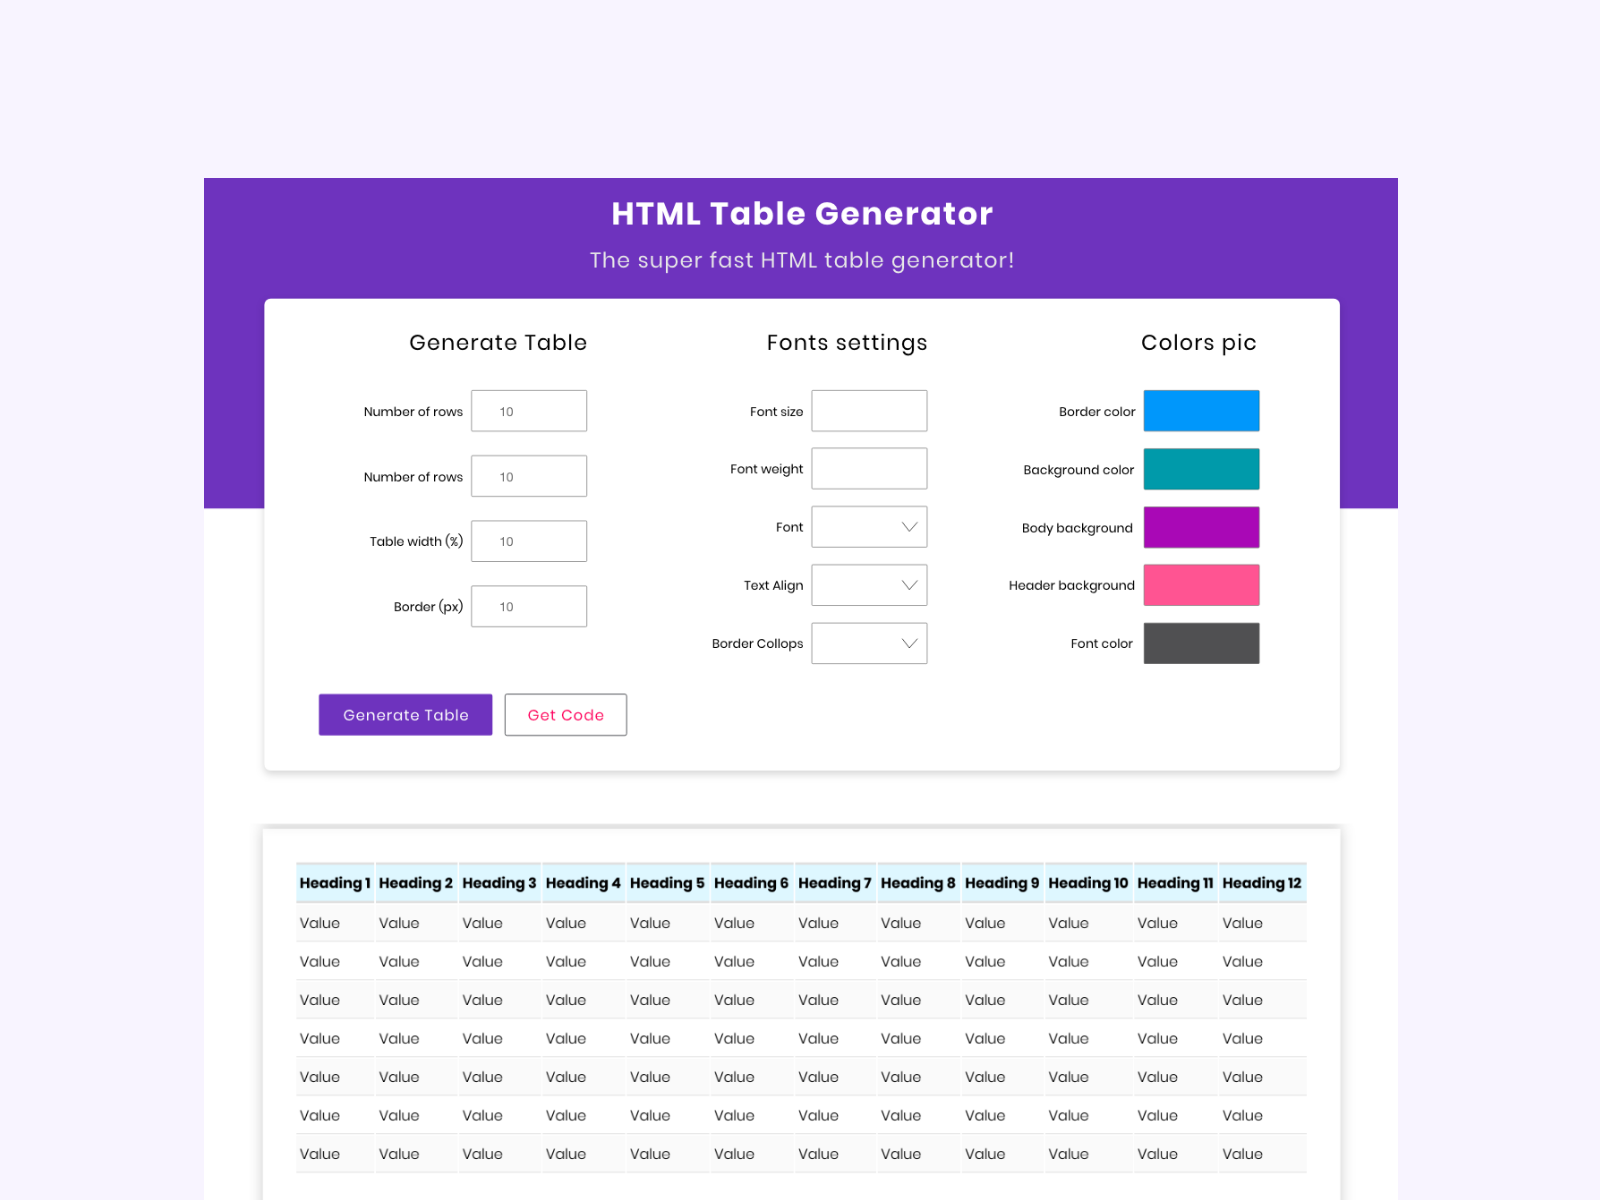 HTML Table Generator
The super fast HTML table generator!
Generate Table
Number of rows 10
Number of rows 10
Table width (%) 10
Border (px) 10
Fonts settings
Font size
Font weight
Font
Text Align
Border Collops
Colors pic
Border color
Background color
Body background
Header background
Font color
Generate Table Get Code
Heading 1 Heading 2 Heading 3 Heading 4 Heading 5 Heading 6 Heading 7 Heading 8 Heading 9 Heading 10 Heading 11 Heading 12
Value Value Value Value Value Value Value Value Value Value Value Value
Value Value Value Value Value Value Value Value Value Value Value Value
Value Value Value Value Value Value Value Value Value Value Value Value
Value Value Value Value Value Value Value Value Value Value Value Value
Value Value Value Value Value Value Value Value Value Value Value Value
Value Value Value Value Value Value Value Value Value Value Value Value
Value Value Value Value Value Value Value Value Value Value Value Value